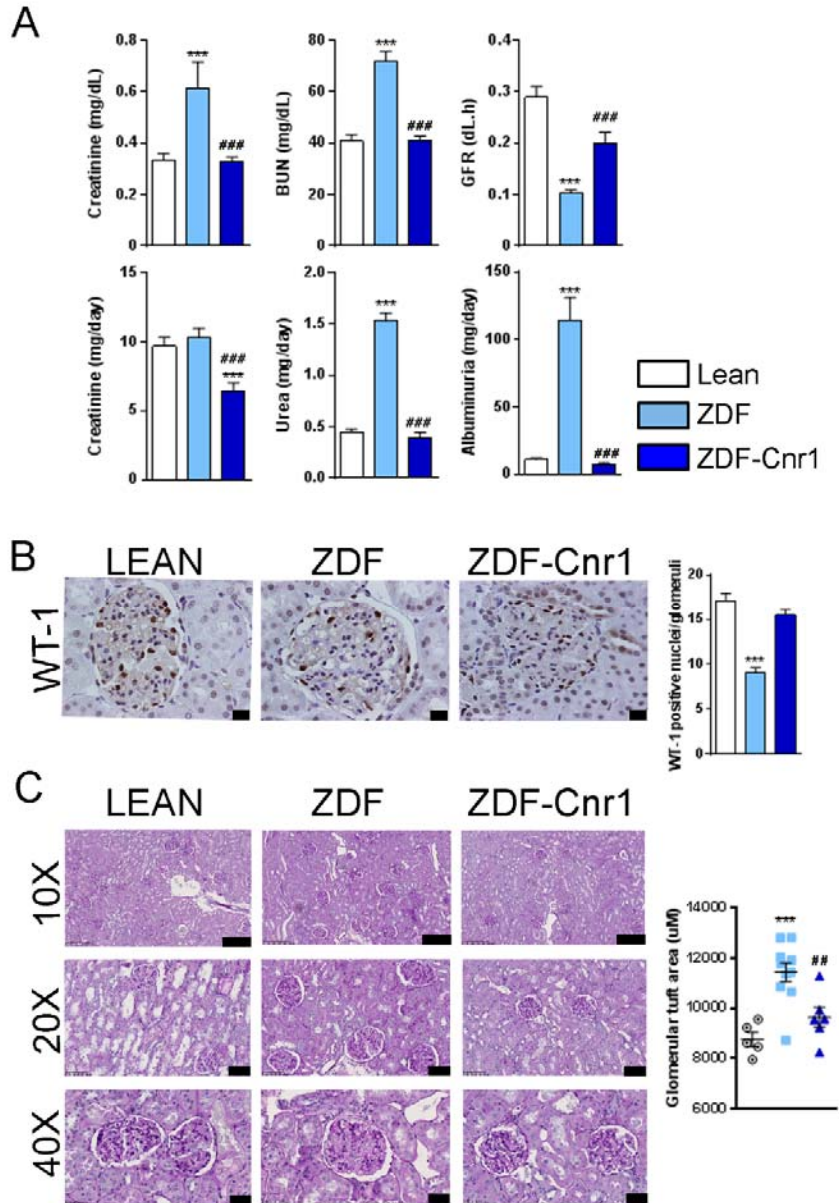 A
Creatinine (mg/dL)
0.8
0.6
0.4
0.2
0
***
###
BUN (mg/dL)
80
60
40
20
0
***
###
GFR (dL.h)
0.4
0.3
0.2
0.1
0
***
###
Creatinine (mg/day)
15
10
5
0
###
***
Urea (mg/day)
2.0
1.5
1.0
0.5
0.0
***
###
Albuminuria (mg/day)
150
100
50
0
***
###
Lean
ZDF
ZDF-Cnr1
B
LEAN
ZDF
ZDF-Cnr1
WT-1
WT-1 positive nuclei/glomeruli
20
15
10
5
0
***
C
LEAN
ZDF
ZDF-Cnr1
10X
20X
40X
Glomerular tuft area (uM)
14000
12000
10000
8000
6000
***
##